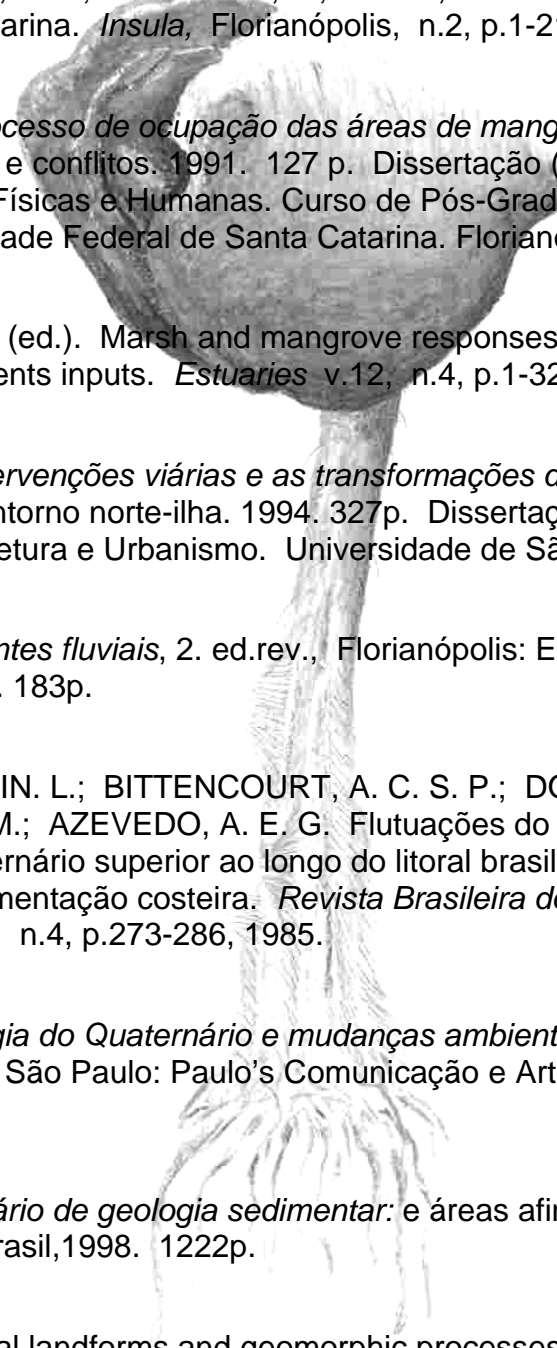 arina. Insula, Florianópolis, n.2, p.1-2
ocesso de ocupação das áreas de mang
e conflitos. 1991. 127 p. Dissertação (
Físicas e Humanas. Curso de Pós-Grad
ade Federal de Santa Catarina. Florian
(ed.). Marsh and mangrove responses
ents inputs. Estuaries v.12, n.4, p.1-32
ervenções viárias e as transformações d
ntorno norte-ilha. 1994. 327p. Dissertaç
etura e Urbanismo. Universidade de Sã
ntes fluviais, 2. ed.rev., Florianópolis: E
. 183p.
IN. L.; BITTENCOURT, A. C. S. P.; DO
M.; AZEVEDO, A. E. G. Flutuações do
ernário superior ao longo do litoral brasil
mentação costeira. Revista Brasileira de
n.4, p.273-286, 1985.
gia do Quaternário e mudanças ambient
São Paulo: Paulo’s Comunicação e Art
ário de geologia sedimentar: e áreas afin
rasil,1998. 1222p.
al landforms and geomorphic processes